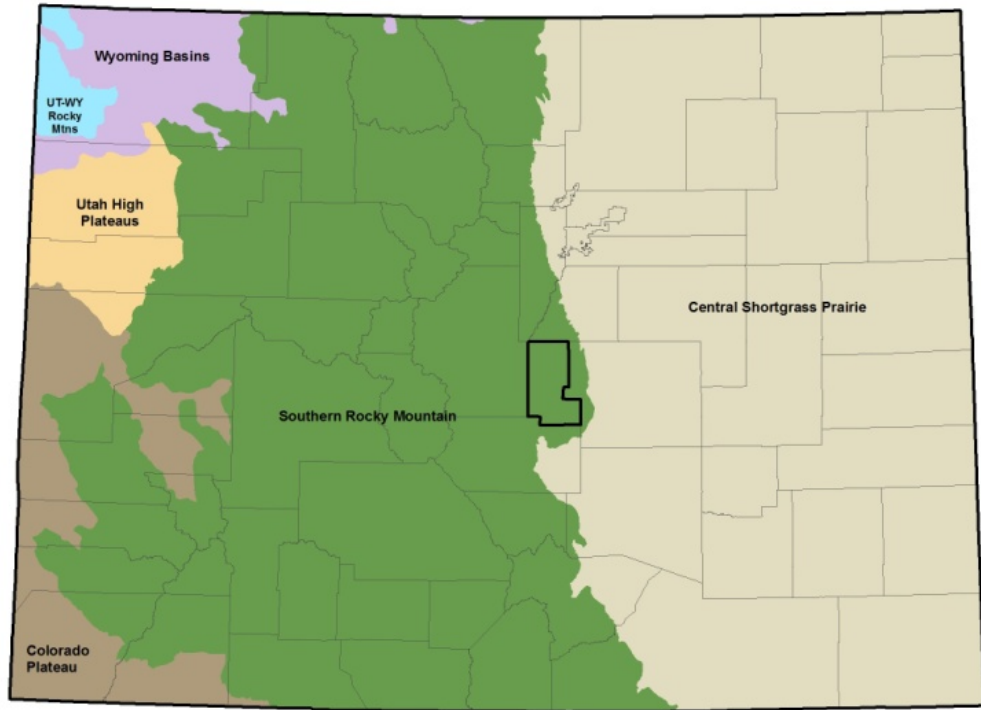 Wyoming Basins
UT-WY
Rocky
Mtns
Utah High
Plateaus
Central Shortgrass Prairie
Southern Rocky Mountain
Colorado
Plateau